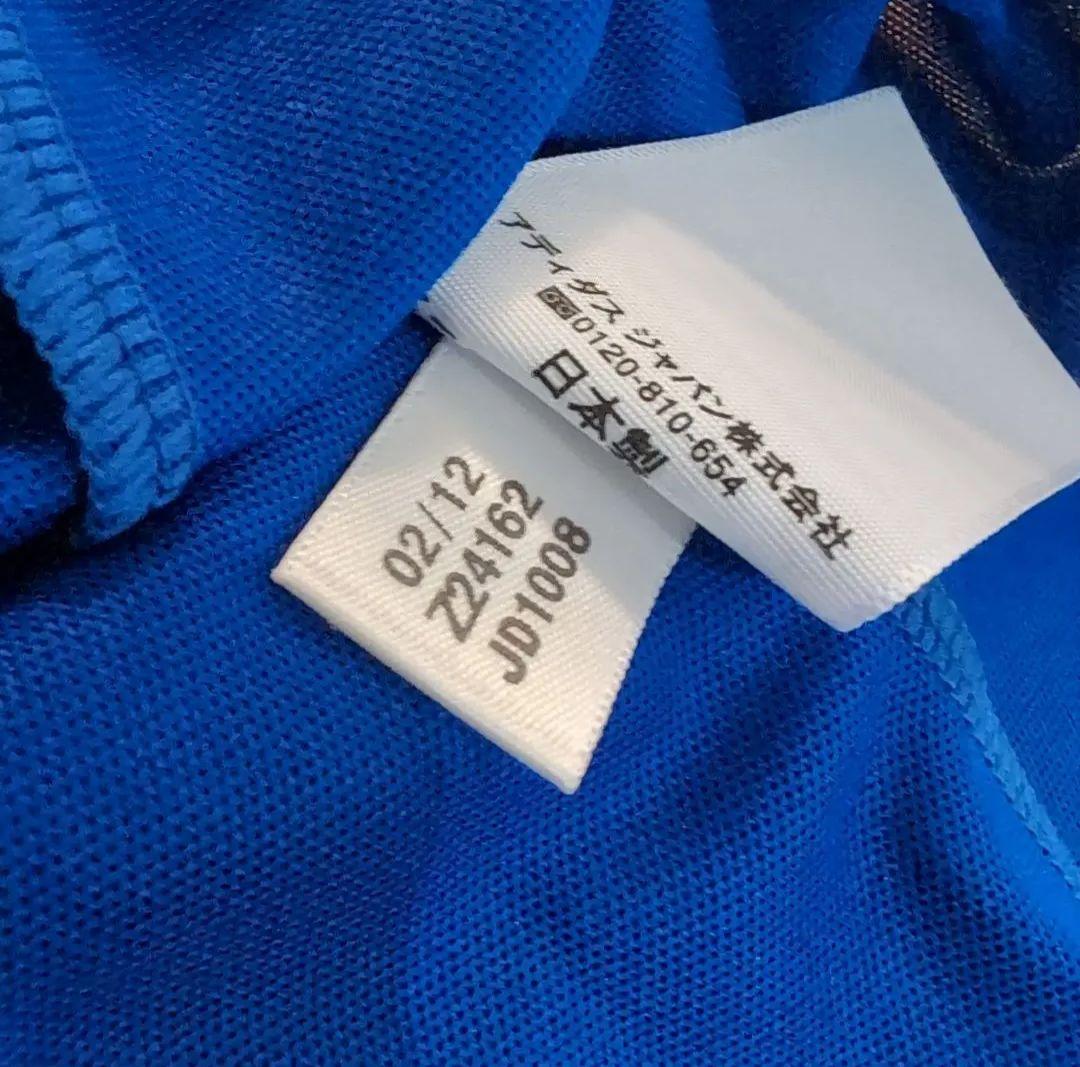 アディダス ジャパン株式会社
0120-810-654
日本製
02/12
Z24162
JD1008